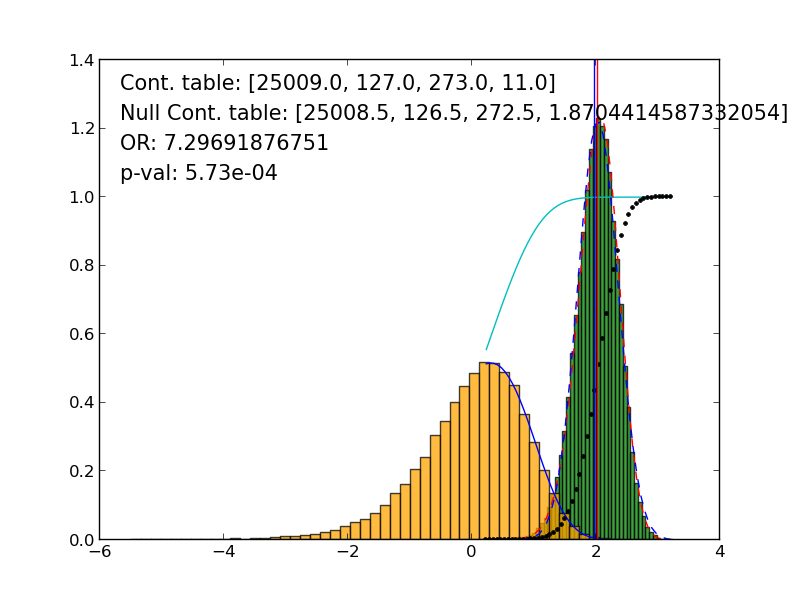 Cont. table: [25009.0, 127.0, 273.0, 11.0]
Null Cont. table: [25008.5, 126.5, 272.5, 1.8704414587332054]
OR: 7.29691876751
p-val: 5.73e-04
1.4
1.2
1.0
0.8
0.6
0.4
0.2
0.0
−6 −4 −2 0 2 4